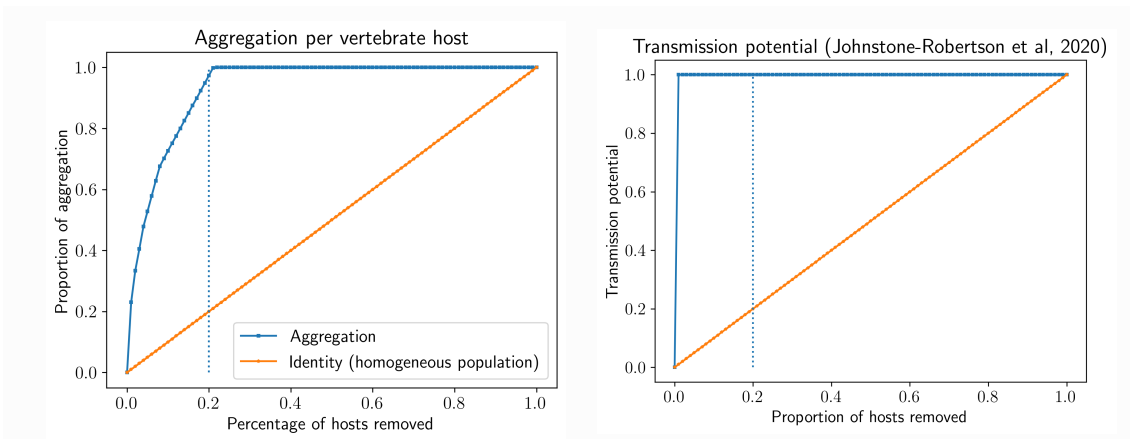 Aggregation per vertebrate host
Proportion of aggregation
1.0
0.8
0.6
0.4
0.2
0.0
Aggregation
Identity (homogeneous population)
0.0 0.2 0.4 0.6 0.8 1.0
Percentage of hosts removed
Transmission potential (Johnstone-Robertson et al, 2020)
Transmission potential
1.0
0.8
0.6
0.4
0.2
0.0
0.0 0.2 0.4 0.6 0.8 1.0
Proportion of hosts removed